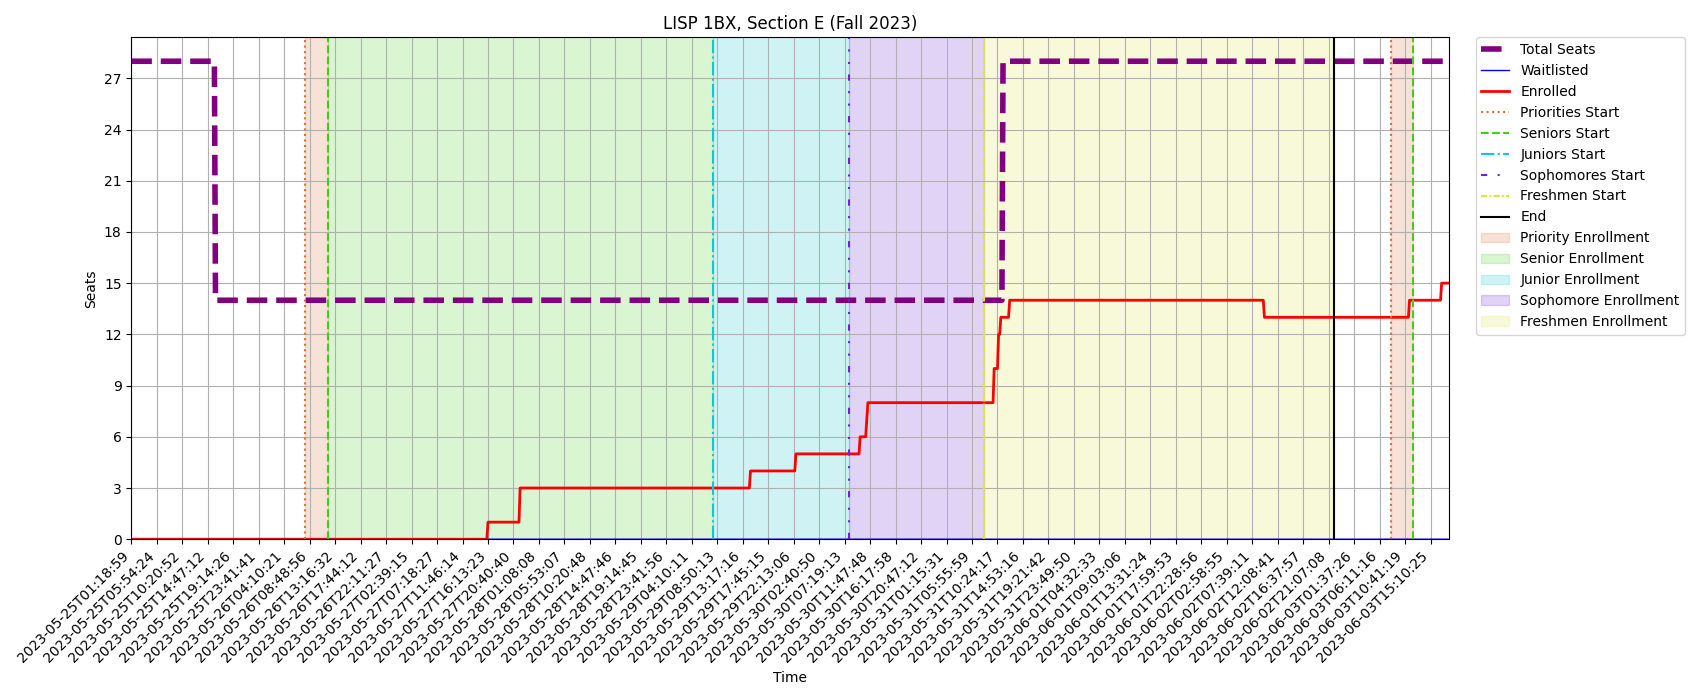 LISP 1BX, Section E (Fall 2023)
Seats
27
24
21
18
15
12
9
6
3
0
2023-05-25T01:18:59
2023-05-25T05:54:24
2023-05-25T10:20:52
2023-05-25T14:47:12
2023-05-25T19:14:26
2023-05-25T23:41:41
2023-05-26T04:10:21
2023-05-26T08:48:56
2023-05-26T13:16:32
2023-05-26T17:44:12
2023-05-26T22:11:27
2023-05-27T02:39:15
2023-05-27T07:18:27
2023-05-27T11:46:14
2023-05-27T16:13:23
2023-05-27T20:40:40
2023-05-28T01:08:08
2023-05-28T05:53:07
2023-05-28T10:20:48
2023-05-28T14:47:46
2023-05-28T19:14:45
2023-05-28T23:41:56
2023-05-29T04:10:11
2023-05-29T08:50:13
2023-05-29T13:17:16
2023-05-29T17:45:15
2023-05-29T22:13:06
2023-05-30T02:40:50
2023-05-30T07:19:13
2023-05-30T11:47:48
2023-05-30T16:17:58
2023-05-30T20:47:12
2023-05-31T01:15:31
2023-05-31T05:55:59
2023-05-31T10:24:17
2023-05-31T14:53:16
2023-05-31T19:21:42
2023-05-31T23:49:50
2023-06-01T04:32:33
2023-06-01T09:03:06
2023-06-01T13:31:24
2023-06-01T17:59:53
2023-06-01T22:28:56
2023-06-02T02:58:55
2023-06-02T07:39:11
2023-06-02T12:08:41
2023-06-02T16:37:57
2023-06-02T21:07:08
2023-06-03T01:37:26
2023-06-03T06:11:16
2023-06-03T10:41:19
2023-06-03T15:10:25
Time
Total Seats
Waitlisted
Enrolled
Priorities Start
Seniors Start
Juniors Start
Sophomores Start
Freshmen Start
End
Priority Enrollment
Senior Enrollment
Junior Enrollment
Sophomore Enrollment
Freshmen Enrollment